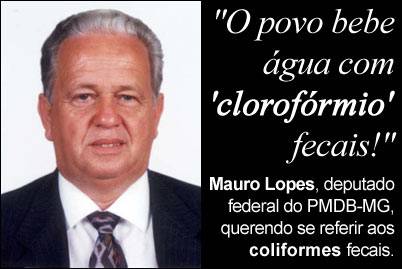 "O povo bebe
água com
'clorofórmio'
fecais!"
Mauro Lopes, deputado
federal do PMDB-MG,
querendo se referir aos
coliformes fecais.